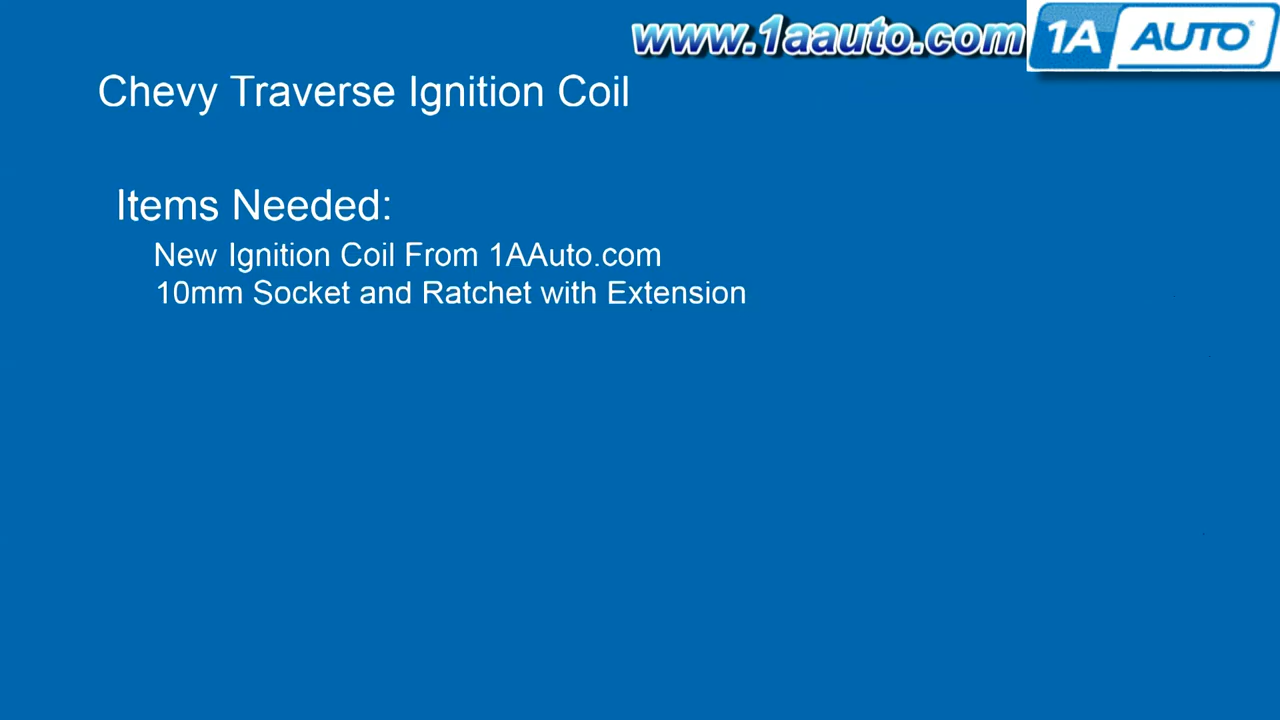 www.1aauto.com 1A AUTO®
Chevy Traverse Ignition Coil
Items Needed:
New Ignition Coil From 1AAuto.com
10mm Socket and Ratchet with Extension